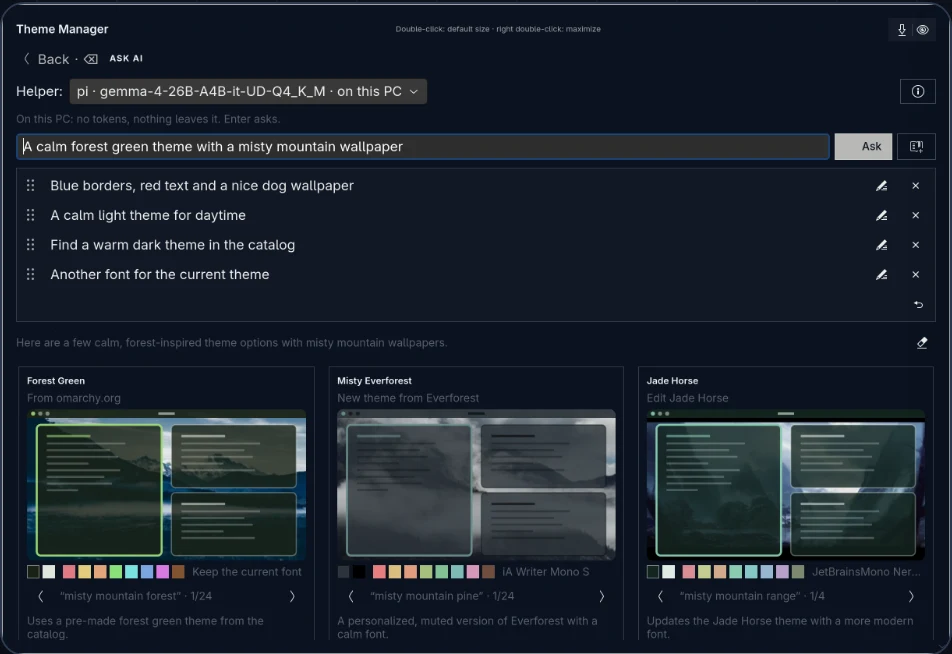 Theme Manager
Double-click: default size · right double-click: maximize
Back · ASK AI
Helper: pi · gemma-4-26B-A4B-it-UD-Q4_K_M · on this PC
On this PC: no tokens, nothing leaves it. Enter asks.
A calm forest green theme with a misty mountain wallpaper
Ask
Blue borders, red text and a nice dog wallpaper
A calm light theme for daytime
Find a warm dark theme in the catalog
Another font for the current theme
Here are a few calm, forest-inspired theme options with misty mountain wallpapers.
Forest Green
From omarchy.org
Keep the current font
“misty mountain forest” · 1/24
Uses a pre-made forest green theme from the
catalog.
Misty Everforest
New theme from Everforest
iA Writer Mono S
“misty mountain pine” · 1/24
A personalized, muted version of Everforest with a
calm font.
Jade Horse
Edit Jade Horse
JetBrainsMono Ner...
“misty mountain range” · 1/4
Updates the Jade Horse theme with a more modern
font.